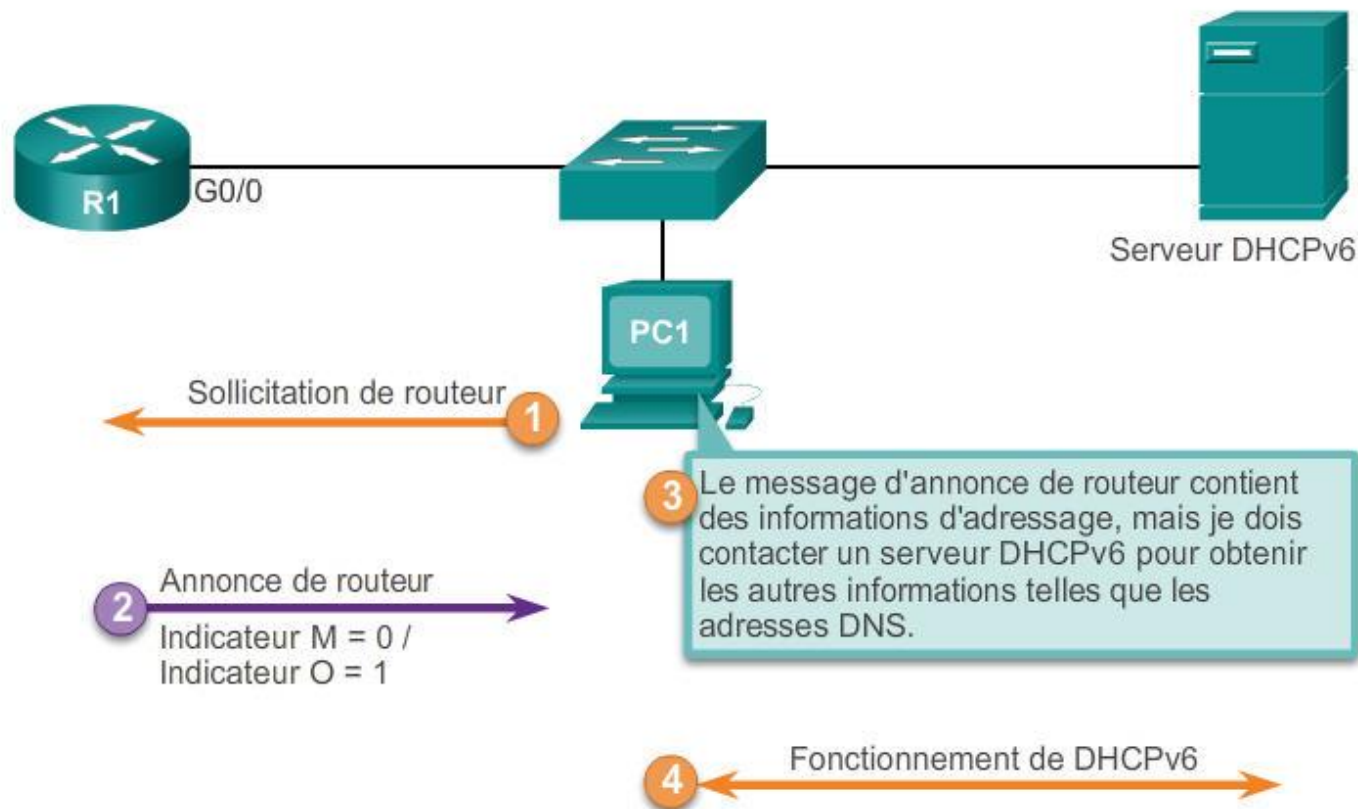 R1
G0/0
Serveur DHCPv6
PC1
Sollicitation de routeur
1
3
Le message d'annonce de routeur contient
des informations d'adressage, mais je dois
contacter un serveur DHCPv6 pour obtenir
les autres informations telles que les
adresses DNS.
2
Annonce de routeur
Indicateur M = 0 /
Indicateur O = 1
4
Fonctionnement de DHCPv6